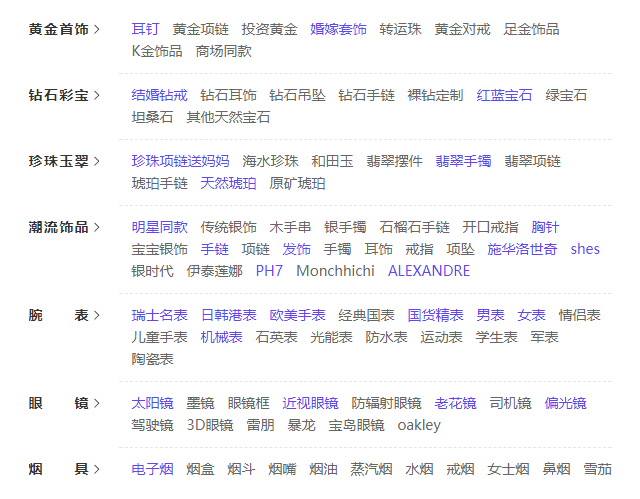 黄金首饰 > 耳钉 黄金项链 投资黄金 婚嫁套饰 转运珠 黄金对戒 足金饰品
K金饰品 商场同款
钻石彩宝 > 结婚钻戒 钻石耳饰 钻石吊坠 钻石手链 裸钻定制 红蓝宝石 绿宝石
坦桑石 其他天然宝石
珍珠玉翠 > 珍珠项链送妈妈 海水珍珠 和田玉 翡翠摆件 翡翠手镯 翡翠项链
琥珀手链 天然琥珀 原矿琥珀
潮流饰品 > 明星同款 传统银饰 木手串 银手镯 石榴石手链 开口戒指 胸针
宝宝银饰 手链 项链 发饰 手镯 耳饰 戒指 项坠 施华洛世奇 shes
银时代 伊泰莲娜 PH7 Monchhichi ALEXANDRE
腕 表 > 瑞士名表 日韩港表 欧美手表 经典国表 国货精表 男表 女表 情侣表
儿童手表 机械表 石英表 光能表 防水表 运动表 学生表 军表
陶瓷表
眼 镜 > 太阳镜 墨镜 眼镜框 近视眼镜 防辐射眼镜 老花镜 司机镜 偏光镜
驾驶镜 3D眼镜 雷朋 暴龙 宝岛眼镜 oakley
烟 具 > 电子烟 烟盒 烟斗 烟嘴 烟油 蒸汽烟 水烟 戒烟 女士烟 鼻烟 雪茄